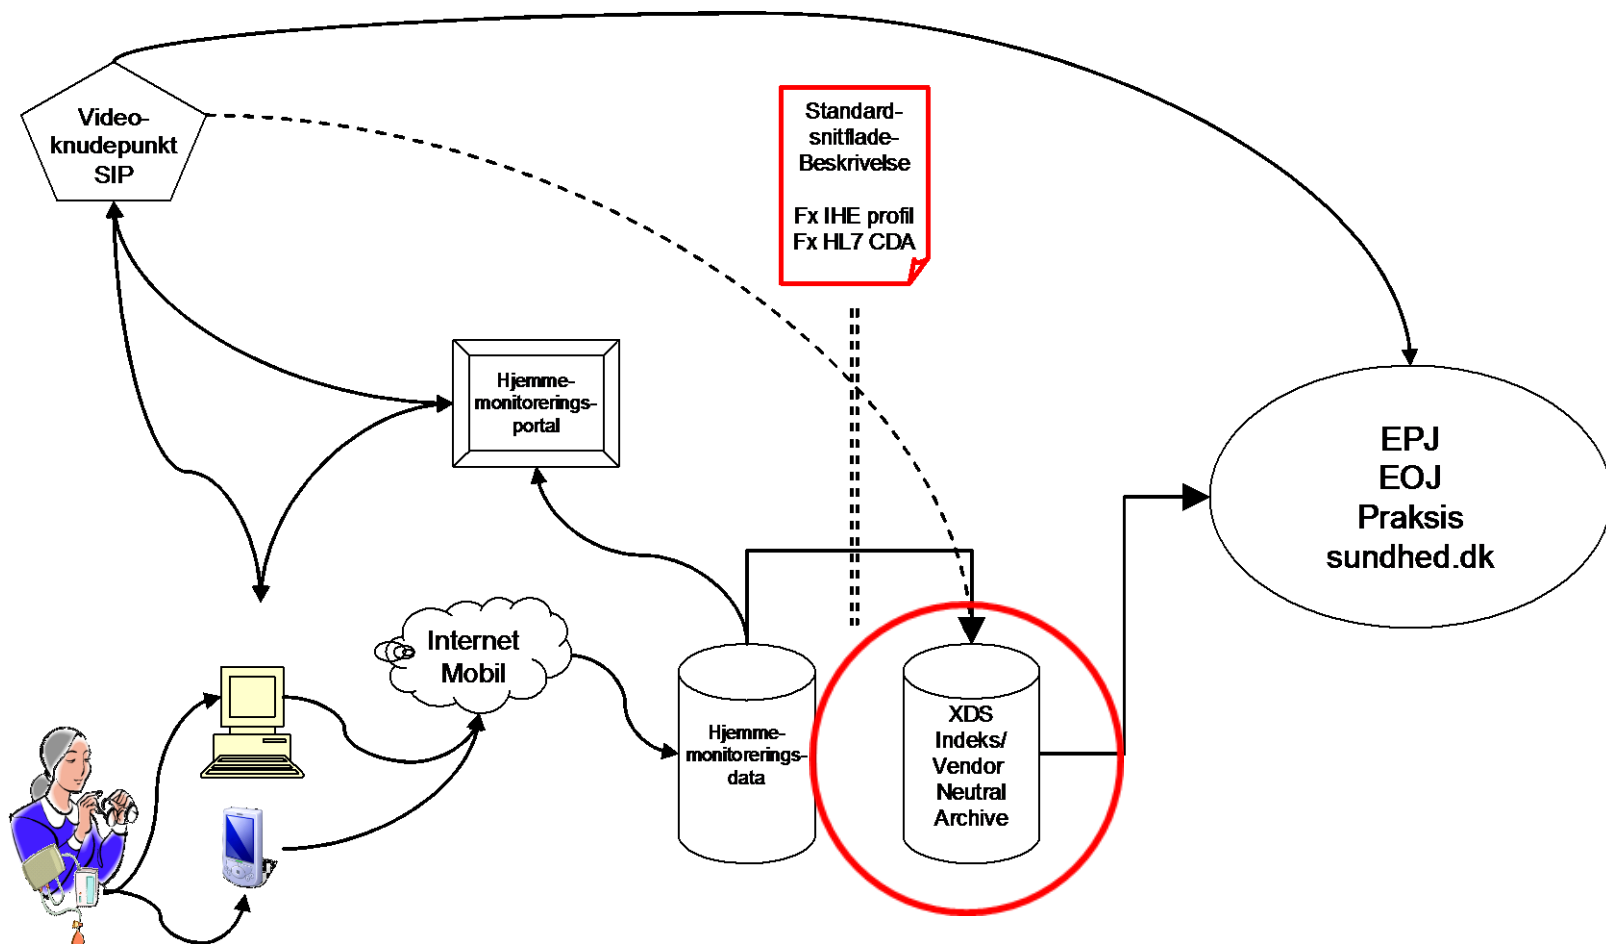 Video-
knudepunkt
SIP
Standard-
snitflade-
Beskrivelse
Fx IHE profil
Fx HL7 CDA
Hjemme-
monitorerings-
portal
EPJ
EOJ
Praksis
sundhed.dk
Internet
Mobil
Hjemme-
monitorerings-
data
XDS
Indeks/
Vendor
Neutral
Archive